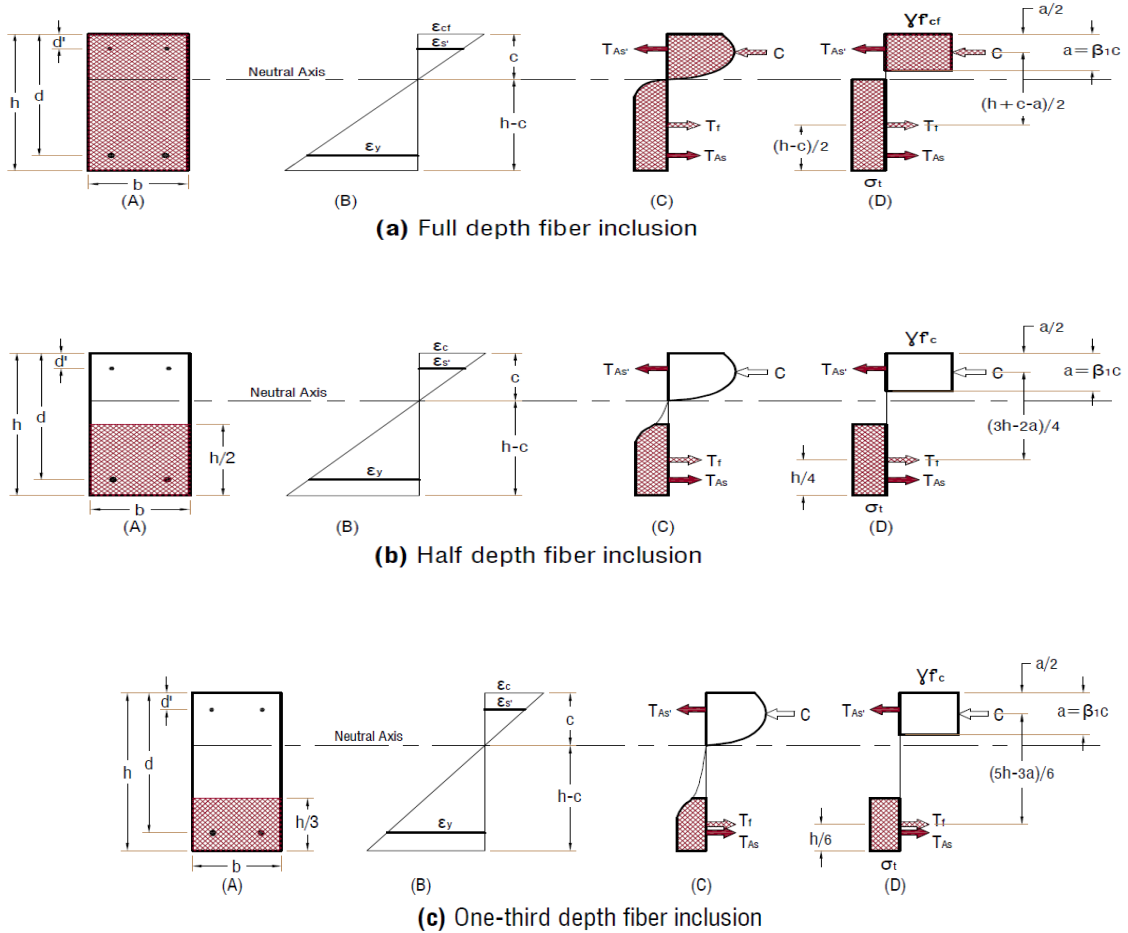 εcf
γf'cf
a/2
d'
εs'
TAs'
TAs'
c
C
C
a = β1c
Neutral Axis
h
d
(h + c-a)/2
h-c
Tf
Tf
(h-c)/2
εy
TAs
TAs
b
σt
(A)
(B)
(C)
(D)
(a) Full depth fiber inclusion
a/2
εc
γf'c
d'
εs'
TAs'
TAs'
c
C
C
a = β1c
Neutral Axis
h
d
(3h-2a)/4
h-c
h/2
Tf
Tf
εy
h/4
TAs
TAs
b
σt
(A)
(B)
(C)
(D)
(b) Half depth fiber inclusion
a/2
εc
γf'c
d'
εs'
TAs'
TAs'
c
C
C
a = β1c
Neutral Axis
h
d
(5h-3a)/6
h-c
h/3
Tf
Tf
εy
h/6
TAs
TAs
b
σt
(A)
(B)
(C)
(D)
(c) One-third depth fiber inclusion